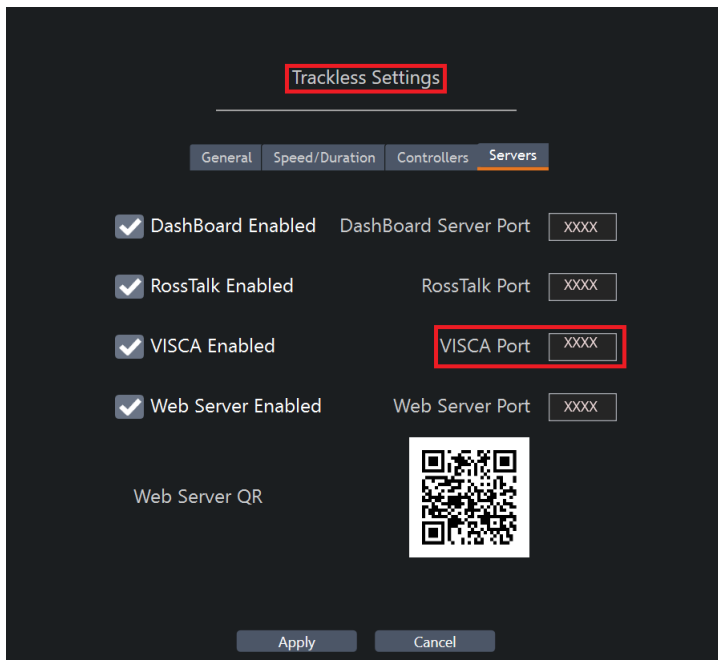 Trackless Settings
General Speed/Duration Controllers Servers
DashBoard Enabled DashBoard Server Port XXXX
RossTalk Enabled RossTalk Port XXXX
VISCA Enabled VISCA Port XXXX
Web Server Enabled Web Server Port XXXX
Web Server QR
Apply Cancel